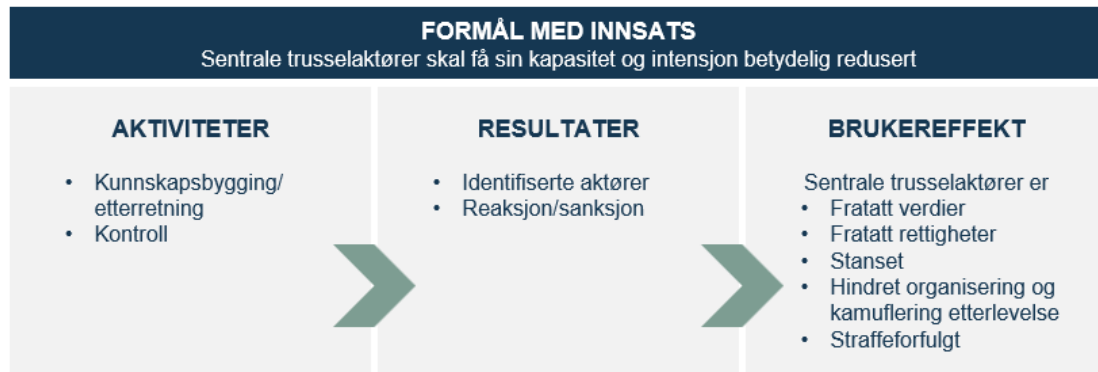 FORMÅL MED INNSATS
Sentrale trusselaktører skal få sin kapasitet og intensjon betydelig redusert
AKTIVITETER
• Kunnskapsbygging/
etterretning
• Kontroll
RESULTATER
• Identifiserte aktører
• Reaksjon/sanksjon
BRUKEREFFEKT
Sentrale trusselaktører er
• Fratatt verdier
• Fratatt rettigheter
• Stanset
• Hindret organisering og
kamuflering etterlevelse
• Straffeforfulgt